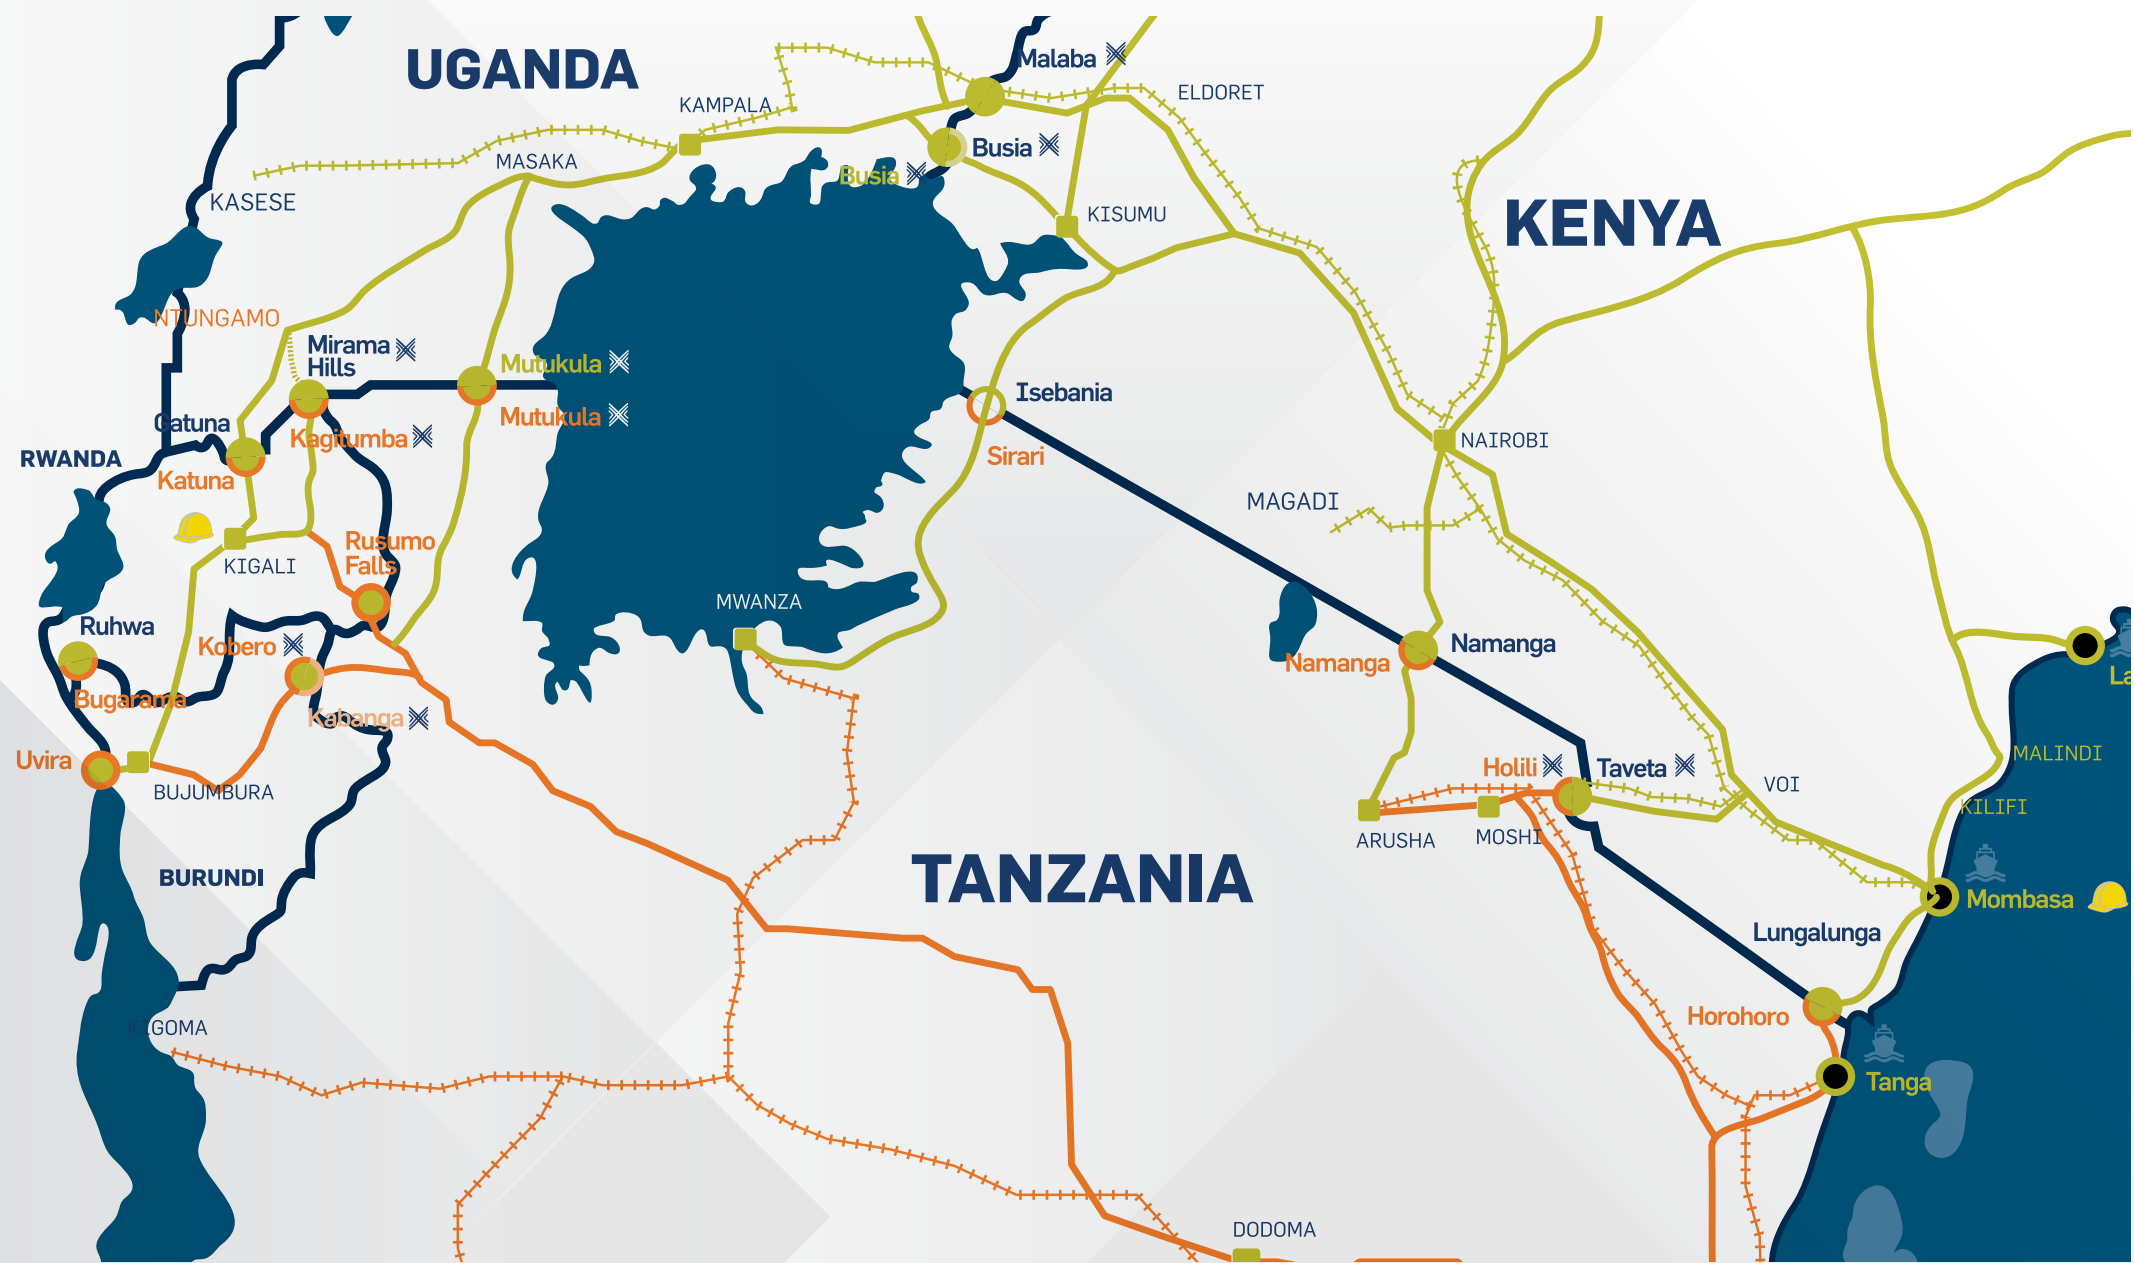 UGANDA
Malaba
ELDORET
KAMPALA
Busia
MASAKA
Busia
KASESE
KISUMU
KENYA
NTUNGAMO
Mirama
Hills
Mutukula
Isebania
Mutukula
Gatuna
Kagitumba
NAIROBI
RWANDA
Sirari
Katuna
MAGADI
Rusumo
Falls
KIGALI
MWANZA
Ruhwa
Kobero
Namanga
Namanga
La
Bugarama
Kabanga
MALINDI
Uvira
Holili
Taveta
VOI
BUJUMBURA
KILIFI
ARUSHA
MOSHI
BURUNDI
TANZANIA
Mombasa
Lungalunga
Horohoro
KIGOMA
Tanga
DODOMA